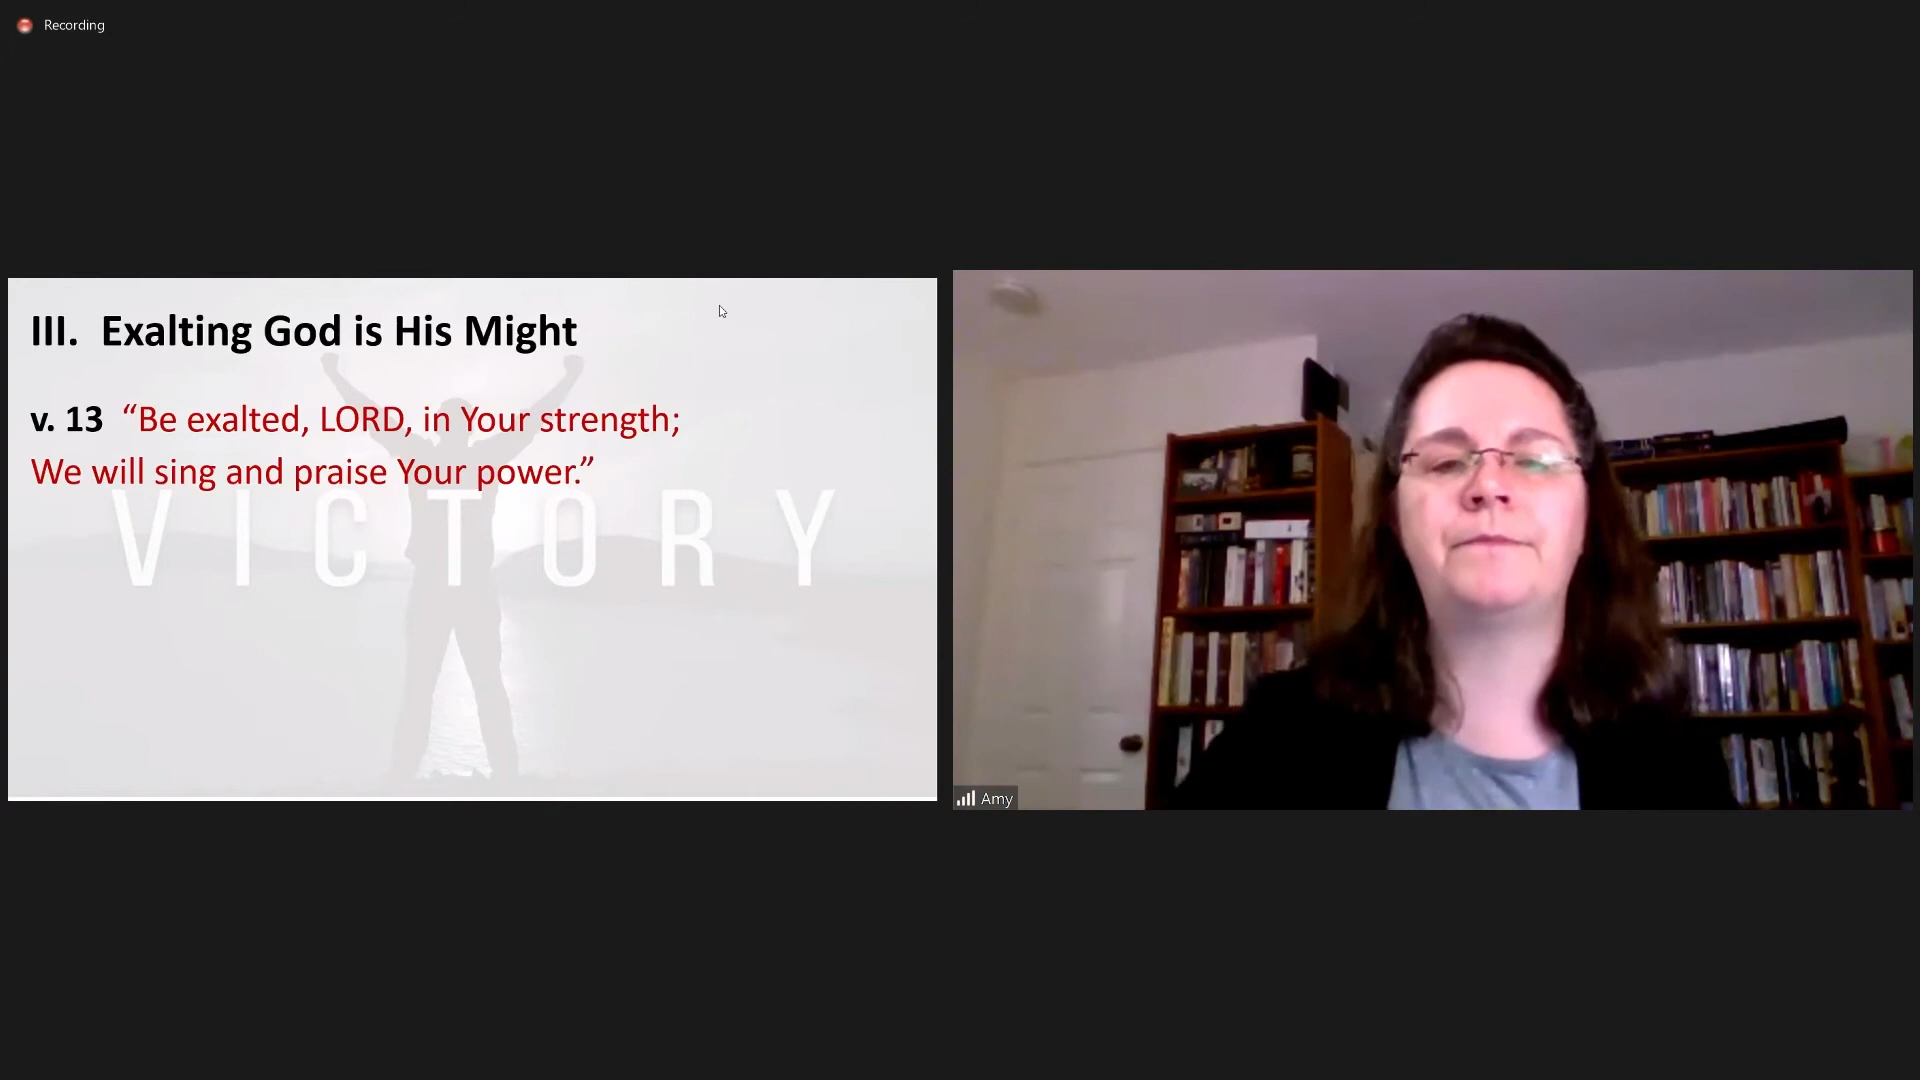 Recording
III. Exalting God is His Might
v. 13 “Be exalted, LORD, in Your strength;
We will sing and praise Your power.”
VICTORY
Amy